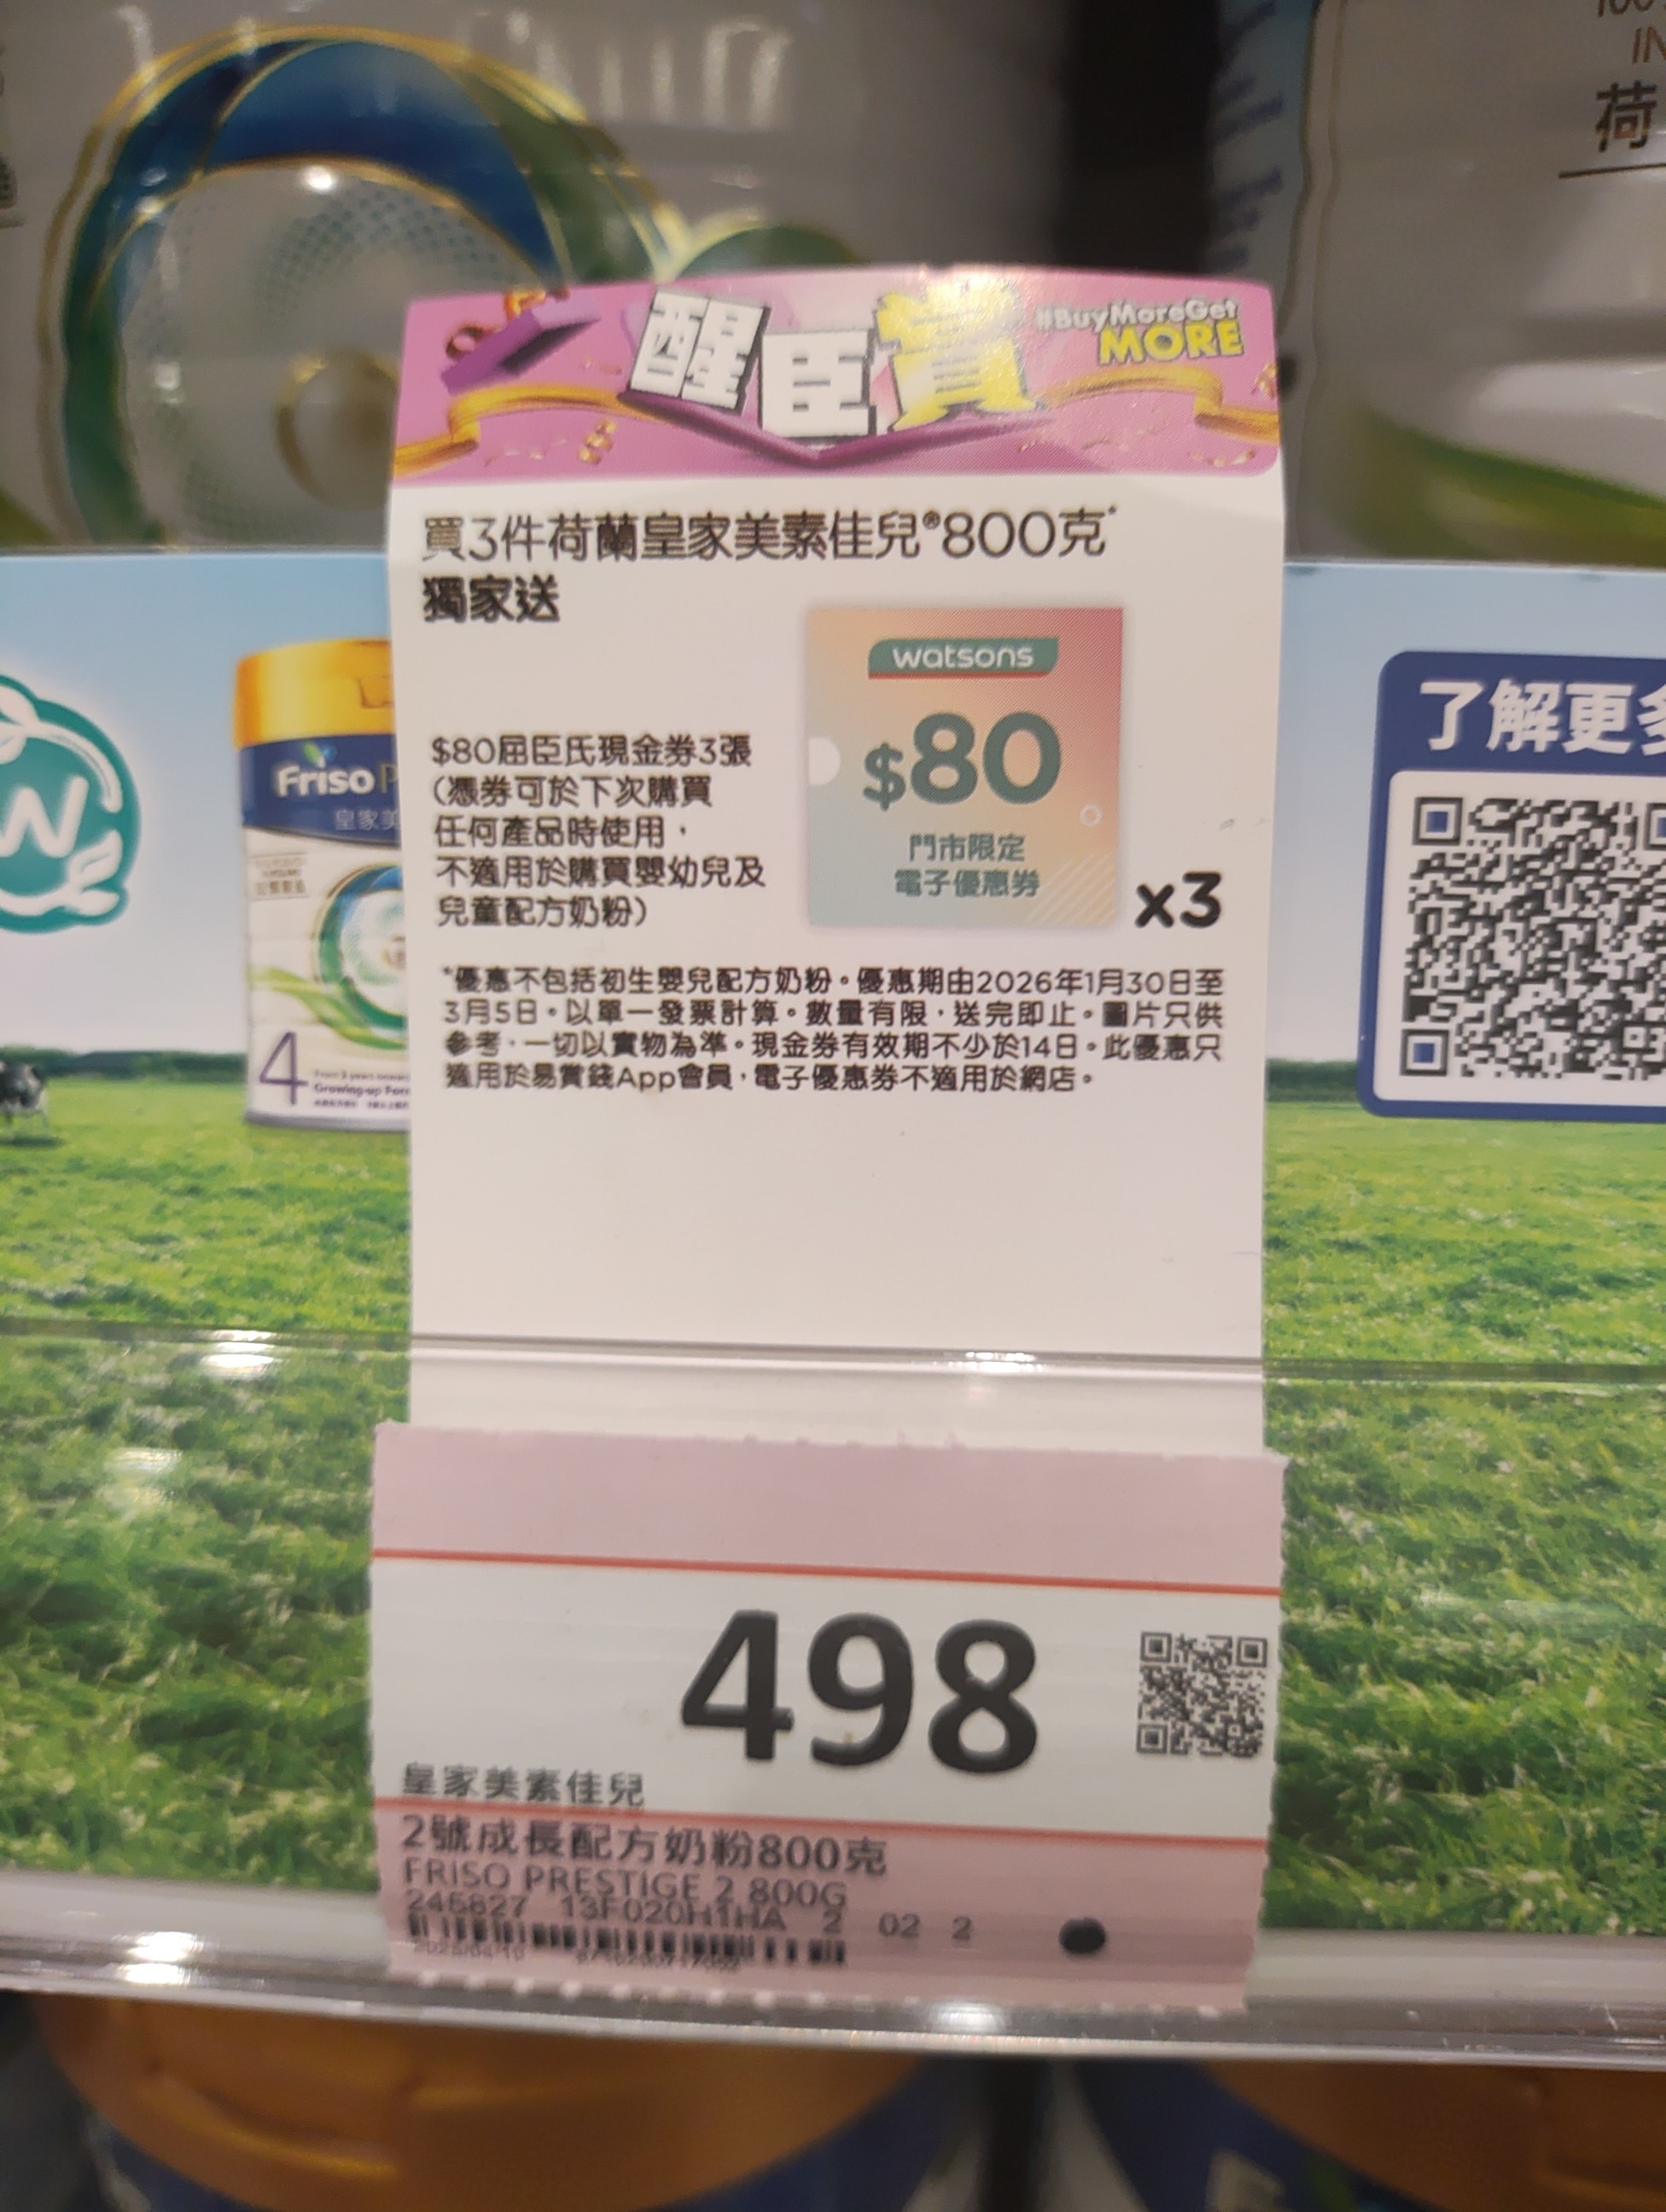 荷
醒臣賞
#BuyMoreGet
MORE
買3件荷蘭皇家美素佳兒®800克*
獨家送
$80屈臣氏現金券3張
(憑券可於下次購買
任何產品時使用，
不適用於購買嬰幼兒及
兒童配方奶粉)
watsons
$80
門市限定
電子優惠券
x3
*優惠不包括初生嬰兒配方奶粉。優惠期由2026年1月30日至
3月5日。以單一發票計算。數量有限，送完即止。圖片只供
參考，一切以實物為準。現金券有效期不少於14日。此優惠只
適用於易賞錢App會員，電子優惠券不適用於網店。
W
Friso
皇家美
4
Growing-up For
了解更多
498
皇家美素佳兒
2號成長配方奶粉800克
FRISO PRESTIGE 2 800G
246827 13F020H1HA 2 02 2